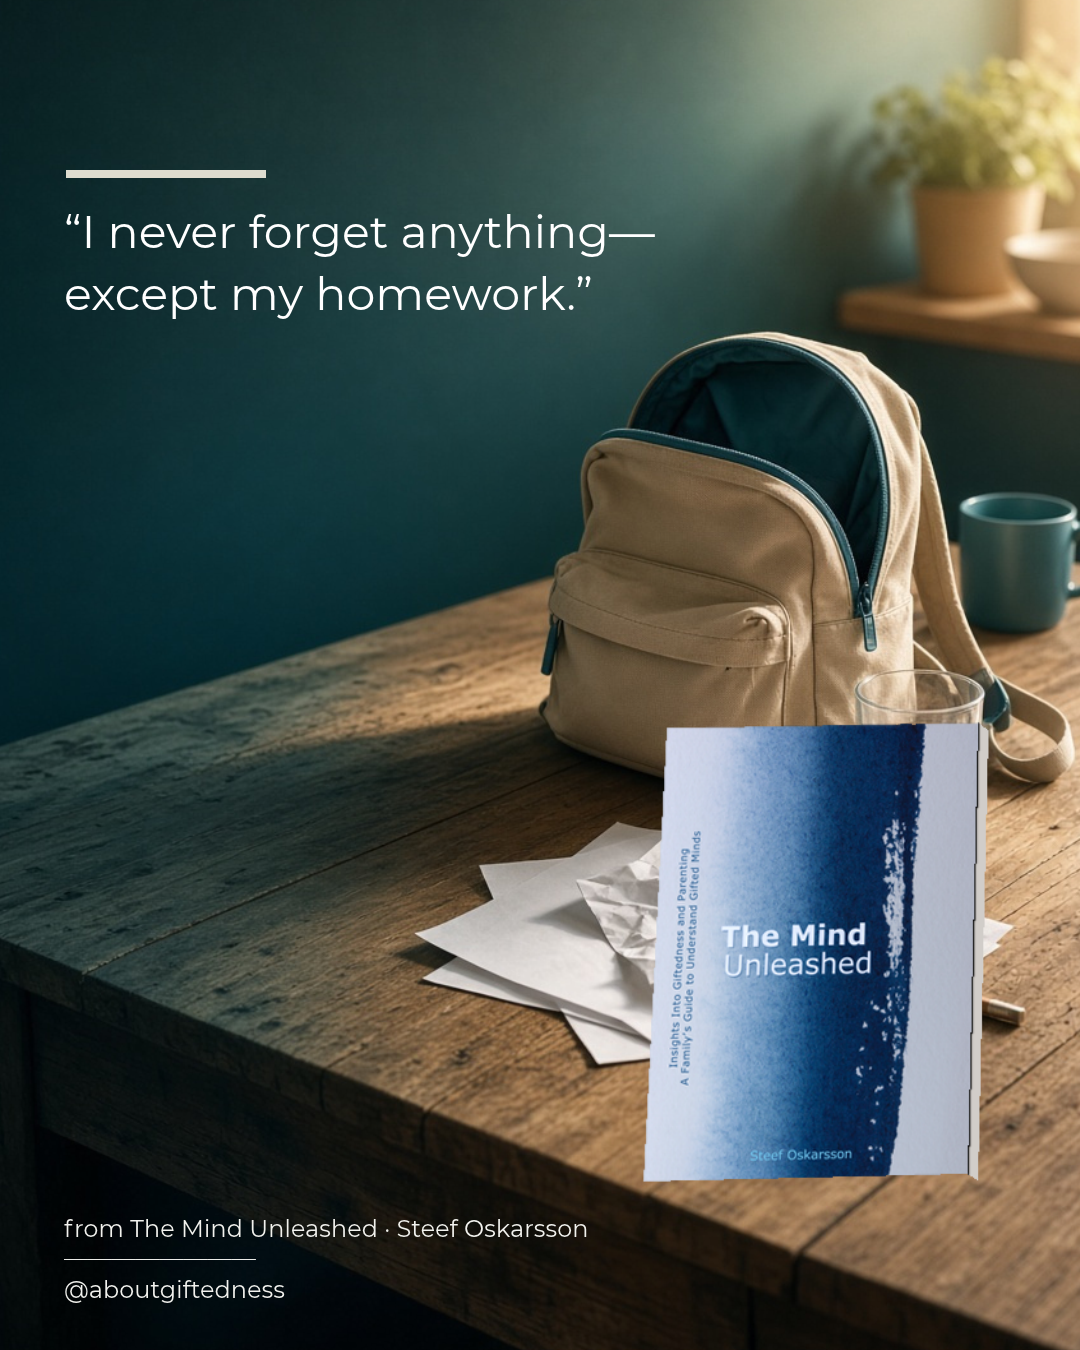 “I never forget anything—
except my homework.”
Insights Into Giftedness and Parenting
A Family's Guide to Understand Gifted Minds
The Mind
Unleashed
Steef Oskarsson
from The Mind Unleashed · Steef Oskarsson
@aboutgiftedness